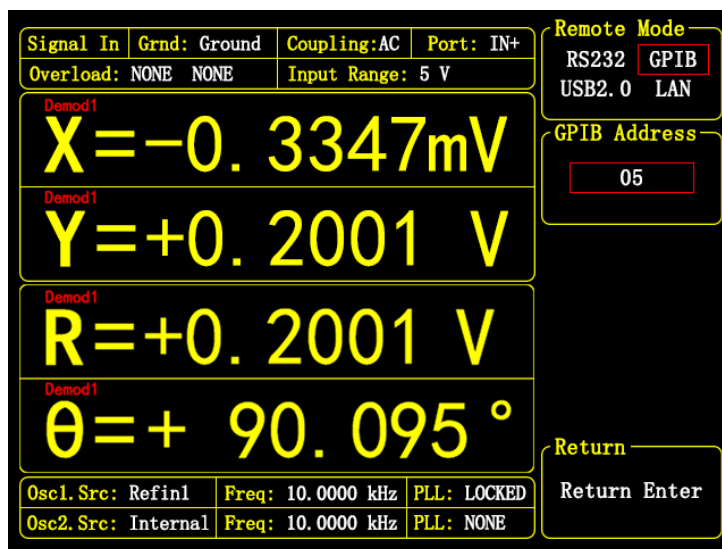 Signal In Grnd: Ground Coupling:AC Port: IN+
Overload: NONE NONE Input Range: 5 V
Demod1
X=-0.3347mV
Demod1
Y=+0.2001 V
Demod1
R=+0.2001 V
Demod1
θ=+ 90.095°
Osc1.Src: Refin1 Freq: 10.0000 kHz PLL: LOCKED
Osc2.Src: Internal Freq: 10.0000 kHz PLL: NONE
Remote Mode
RS232 GPIB
USB2.0 LAN
GPIB Address
05
Return
Return Enter